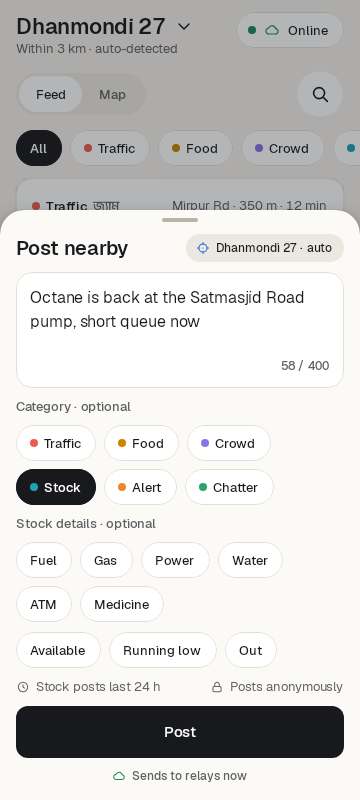 Dhanmondi 27
Online
Within 3 km · auto-detected
Feed
Map
All
Traffic
Food
Crowd
Traffic জ্যাম
Mirpur Rd · 350 m · 12 min
Post nearby
Dhanmondi 27 · auto
Octane is back at the Satmasjid Road
pump, short queue now
58 / 400
Category · optional
Traffic
Food
Crowd
Stock
Alert
Chatter
Stock details · optional
Fuel
Gas
Power
Water
ATM
Medicine
Available
Running low
Out
Stock posts last 24 h
Posts anonymously
Post
Sends to relays now